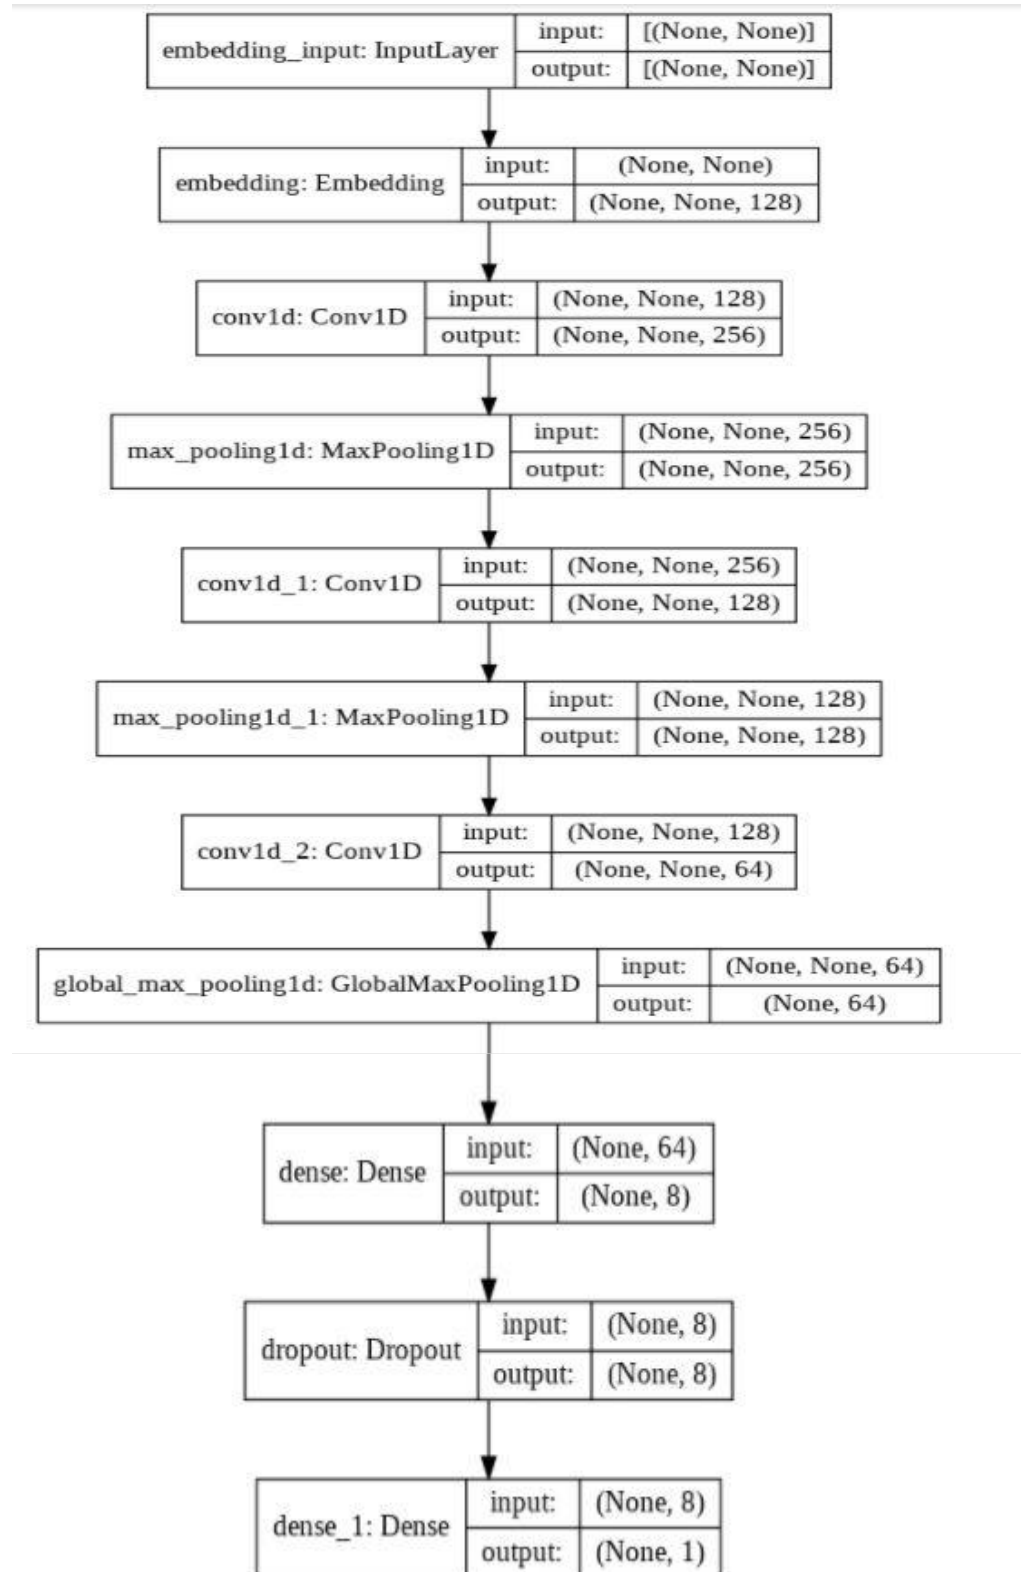 embedding_input: InputLayer
input: [(None, None)]
output: [(None, None)]
embedding: Embedding
input: (None, None)
output: (None, None, 128)
conv1d: Conv1D
input: (None, None, 128)
output: (None, None, 256)
max_pooling1d: MaxPooling1D
input: (None, None, 256)
output: (None, None, 256)
conv1d_1: Conv1D
input: (None, None, 256)
output: (None, None, 128)
max_pooling1d_1: MaxPooling1D
input: (None, None, 128)
output: (None, None, 128)
conv1d_2: Conv1D
input: (None, None, 128)
output: (None, None, 64)
global_max_pooling1d: GlobalMaxPooling1D
input: (None, None, 64)
output: (None, 64)
dense: Dense
input: (None, 64)
output: (None, 8)
dropout: Dropout
input: (None, 8)
output: (None, 8)
dense_1: Dense
input: (None, 8)
output: (None, 1)